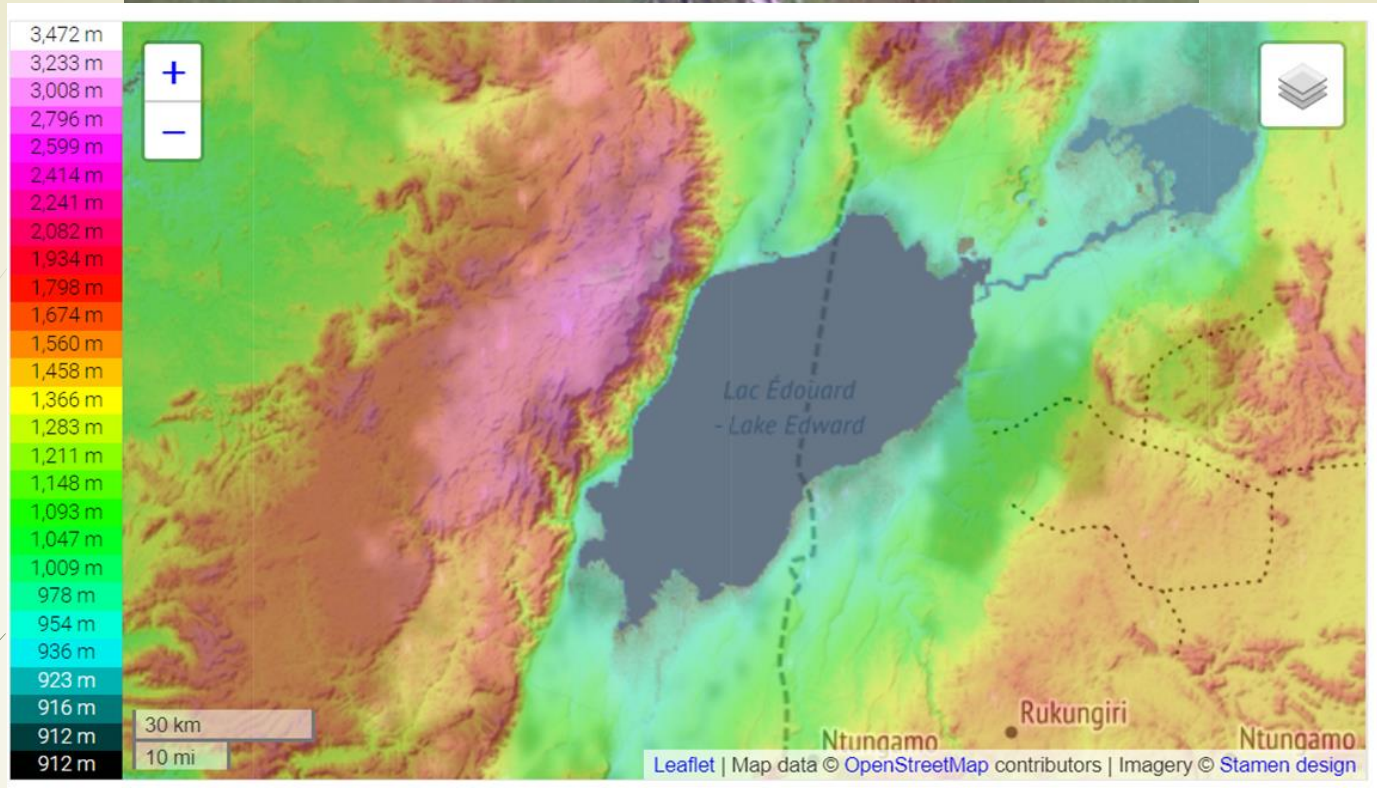 3,472 m
3,233 m
3,008 m
2,796 m
2,599 m
2,414 m
2,241 m
2,082 m
1,934 m
1,798 m
1,674 m
1,560 m
1,458 m
1,366 m
1,283 m
1,211 m
1,148 m
1,093 m
1,047 m
1,009 m
978 m
954 m
936 m
923 m
916 m
912 m
912 m
+
−
Lac Édouard
- Lake Edward
Rukungiri
Ntungamo
Ntungamo
30 km
10 mi
Leaflet | Map data © OpenStreetMap contributors | Imagery © Stamen design